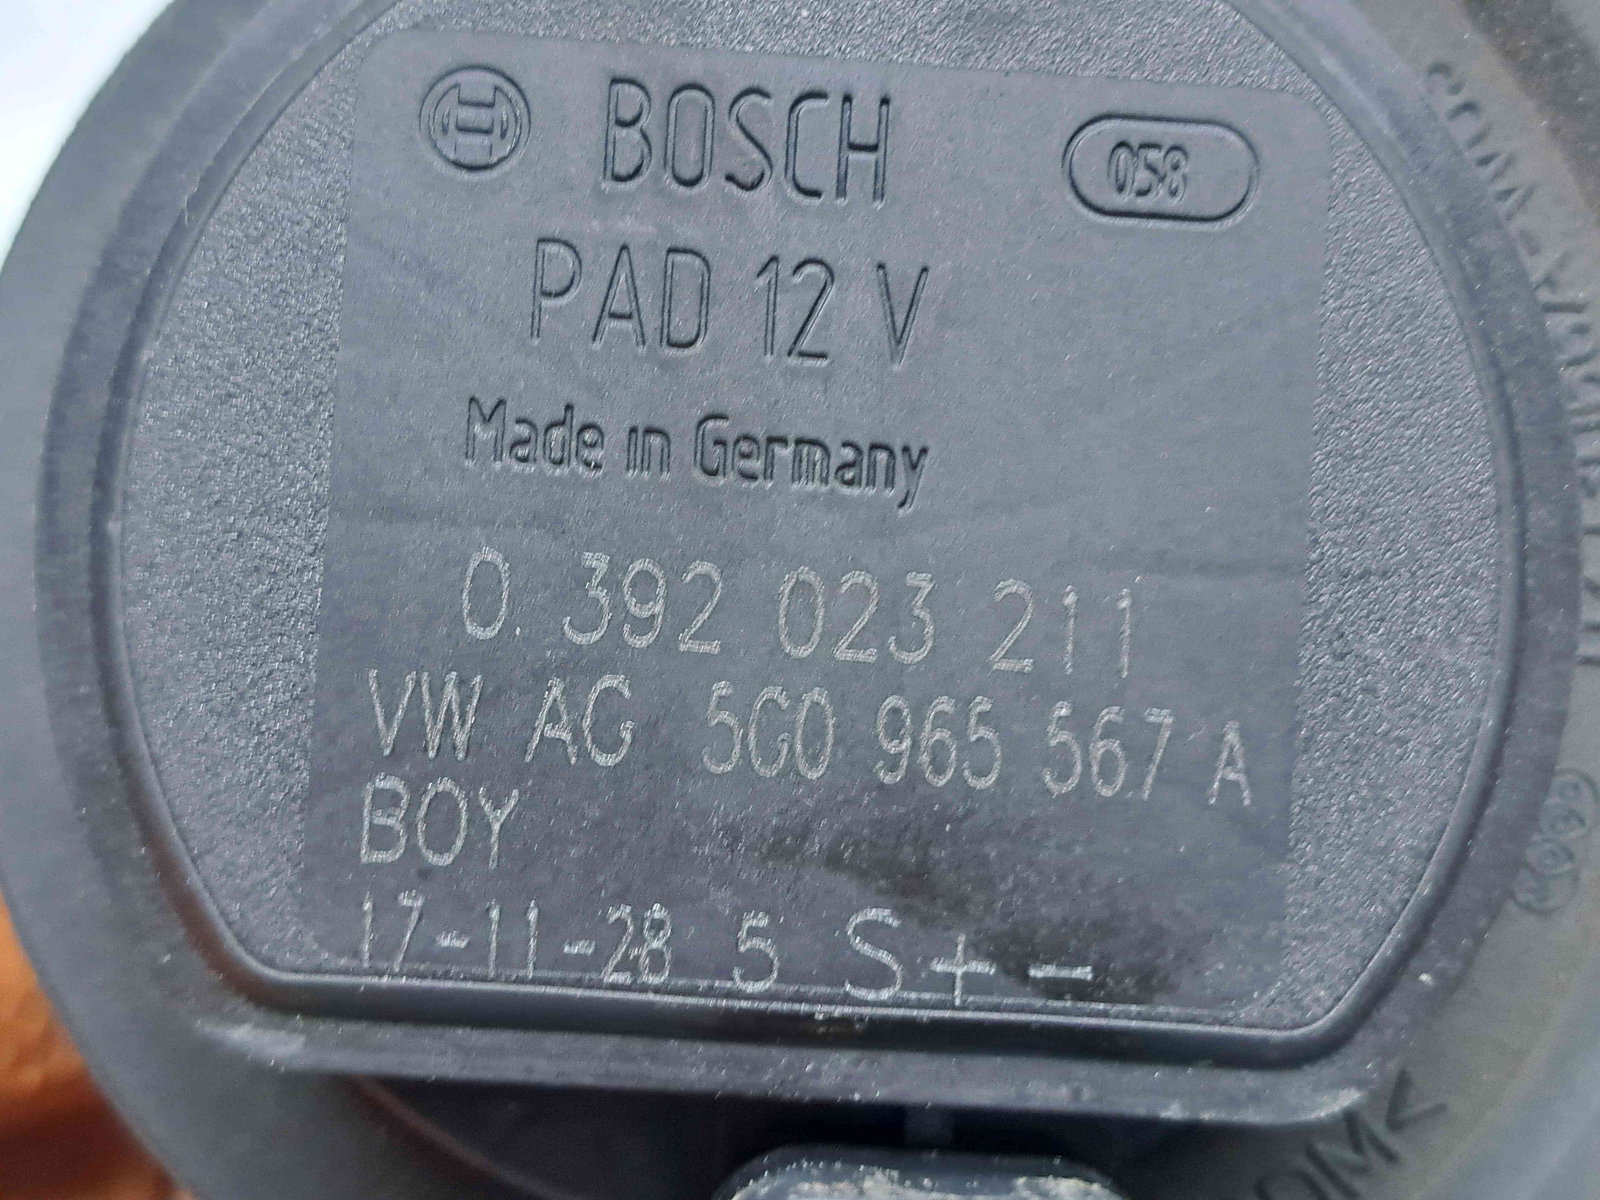 BOSCH 058
PAD 12 V
Made in Germany
0 392 023 211
VW AG 5G0 965 567 A
BOY
17-11-28 5 S + -